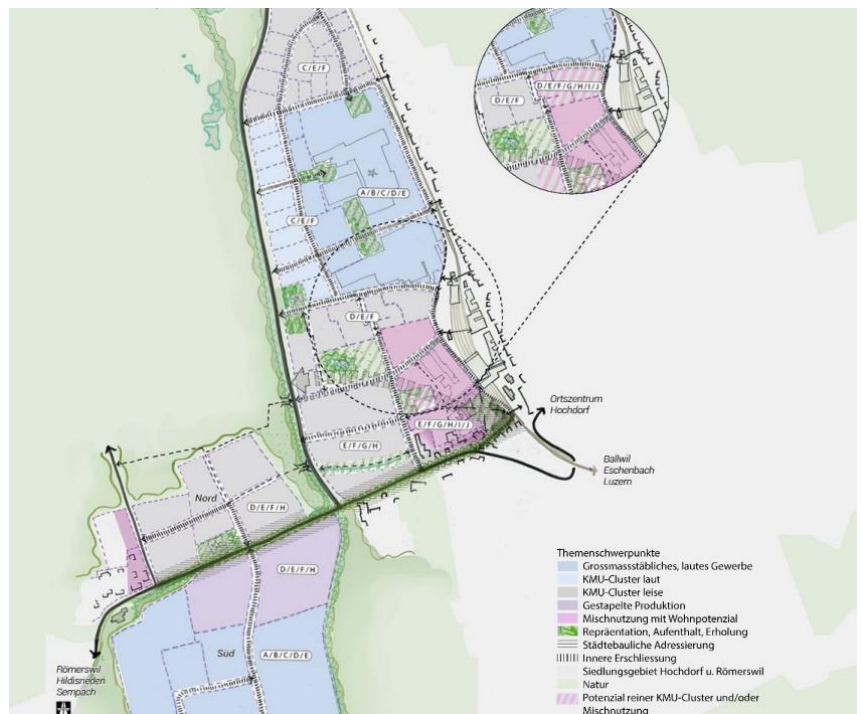 C/E/F
D/E/F/G/H/I/J
D/E/F
A/B/C/D/E
C/E/F
D/E/F
Ortszentrum
Hochdorf
E/F/G/H/I/J
E/F/G/H
Ballwil
Eschenbach
Luzern
Nord
D/E/F/H
D/E/F/H
Süd
A/B/C/D/E
Römerswil
Hildisrieden
Sempach
Themenschwerpunkte
Grossmassstäbliches, lautes Gewerbe
KMU-Cluster laut
KMU-Cluster leise
Gestapelte Produktion
Mischnutzung mit Wohnpotenzial
Repräentation, Aufenthalt, Erholung
Städtebauliche Adressierung
Innere Erschliessung
Siedlungsgebiet Hochdorf u. Römerswil
Natur
Potenzial reiner KMU-Cluster und/oder
Mischnutzung